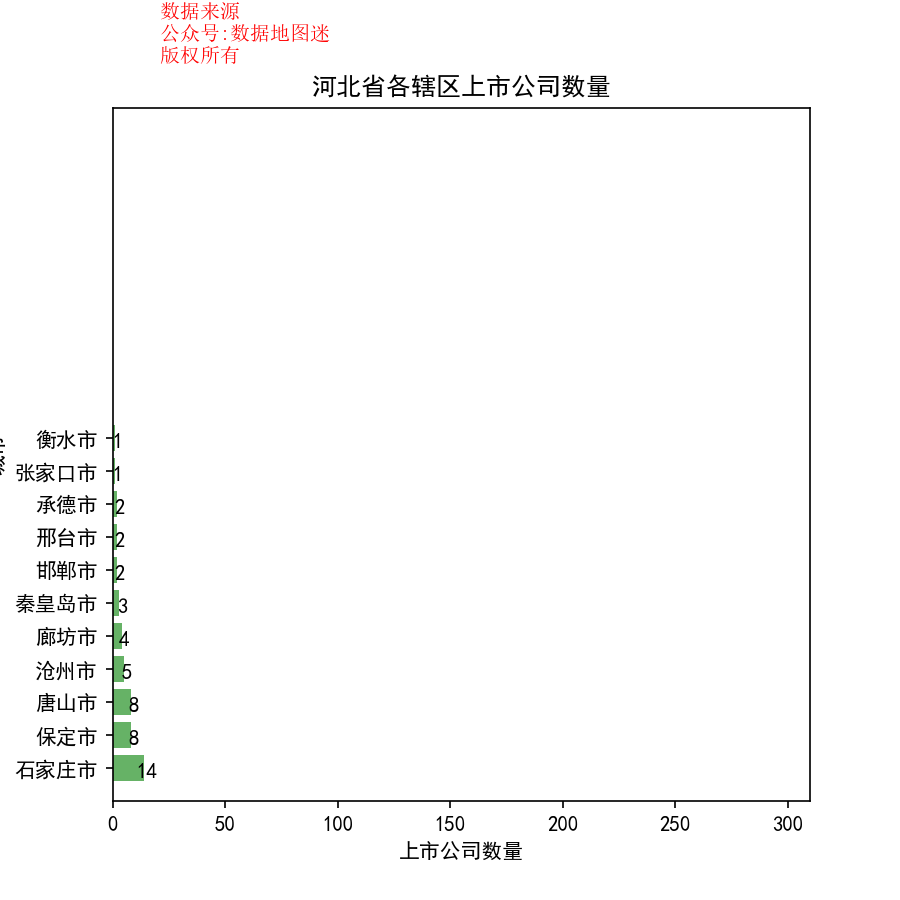 数据来源
公众号:数据地图迷
版权所有
河北省各辖区上市公司数量
衡水市 1
张家口市 1
承德市 2
邢台市 2
邯郸市 2
秦皇岛市 3
廊坊市 4
沧州市 5
唐山市 8
保定市 8
石家庄市 14
0 50 100 150 200 250 300
上市公司数量